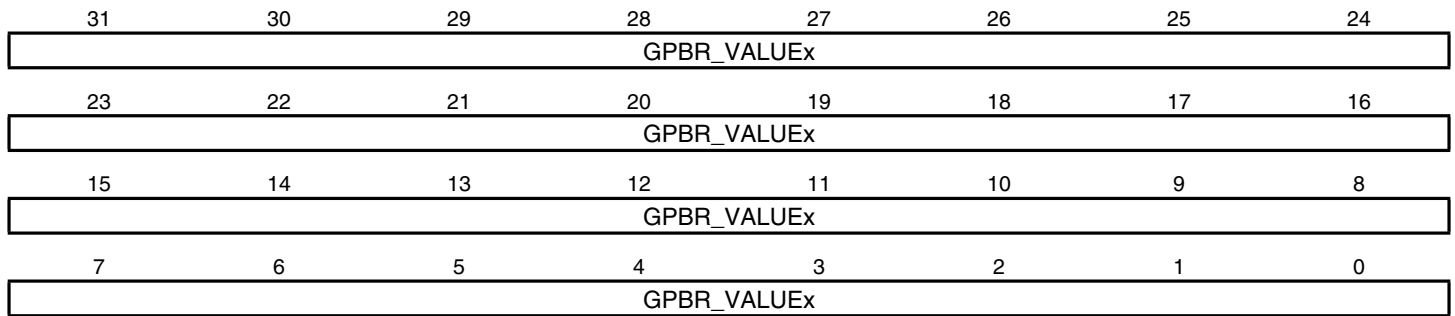 31 30 29 28 27 26 25 24
GPBR_VALUEx
23 22 21 20 19 18 17 16
GPBR_VALUEx
15 14 13 12 11 10 9 8
GPBR_VALUEx
7 6 5 4 3 2 1 0
GPBR_VALUEx